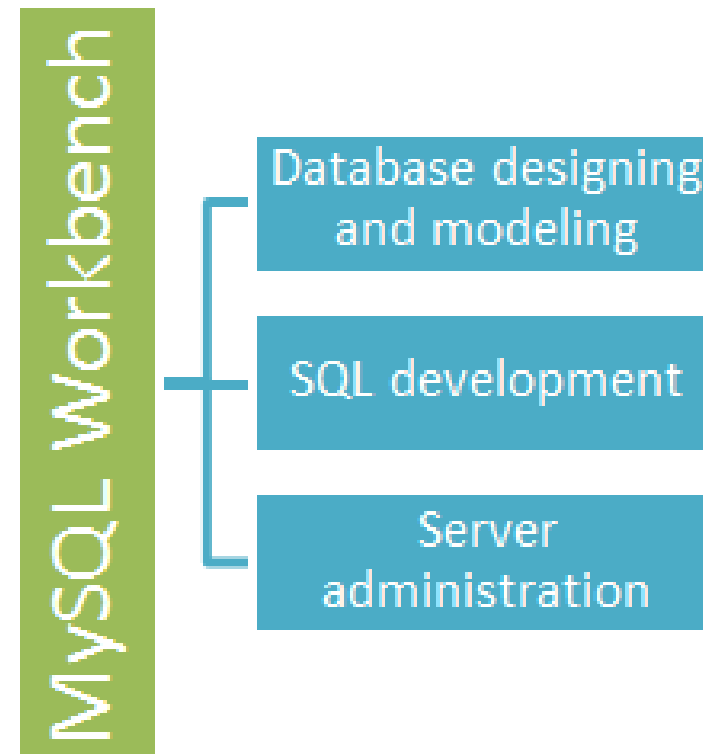 MySQL Workbench
Database designing
and modeling
SQL development
Server
administration